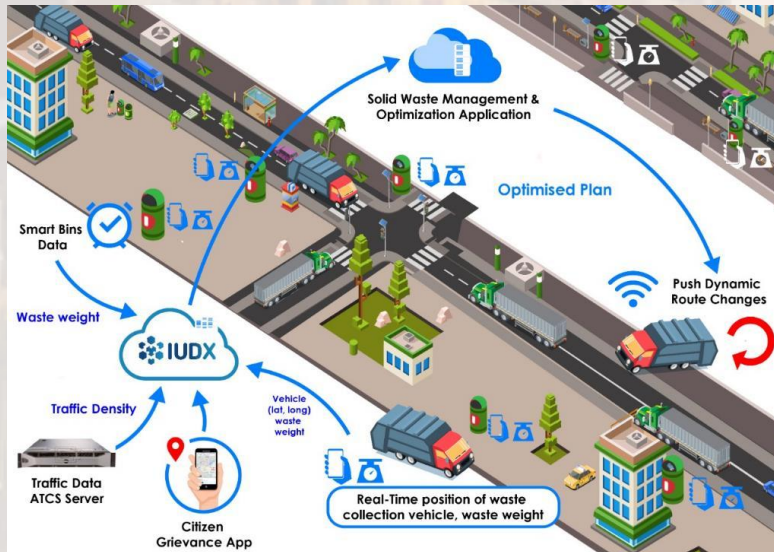 Solid Waste Management &
Optimization Application
Optimised Plan
Smart Bins
Data
Push Dynamic
Route Changes
Waste weight
IUDX
Traffic Density
Vehicle
(lat, long)
waste
weight
Traffic Data
ATCS Server
Citizen
Grievance App
Real-Time position of waste
collection vehicle, waste weight